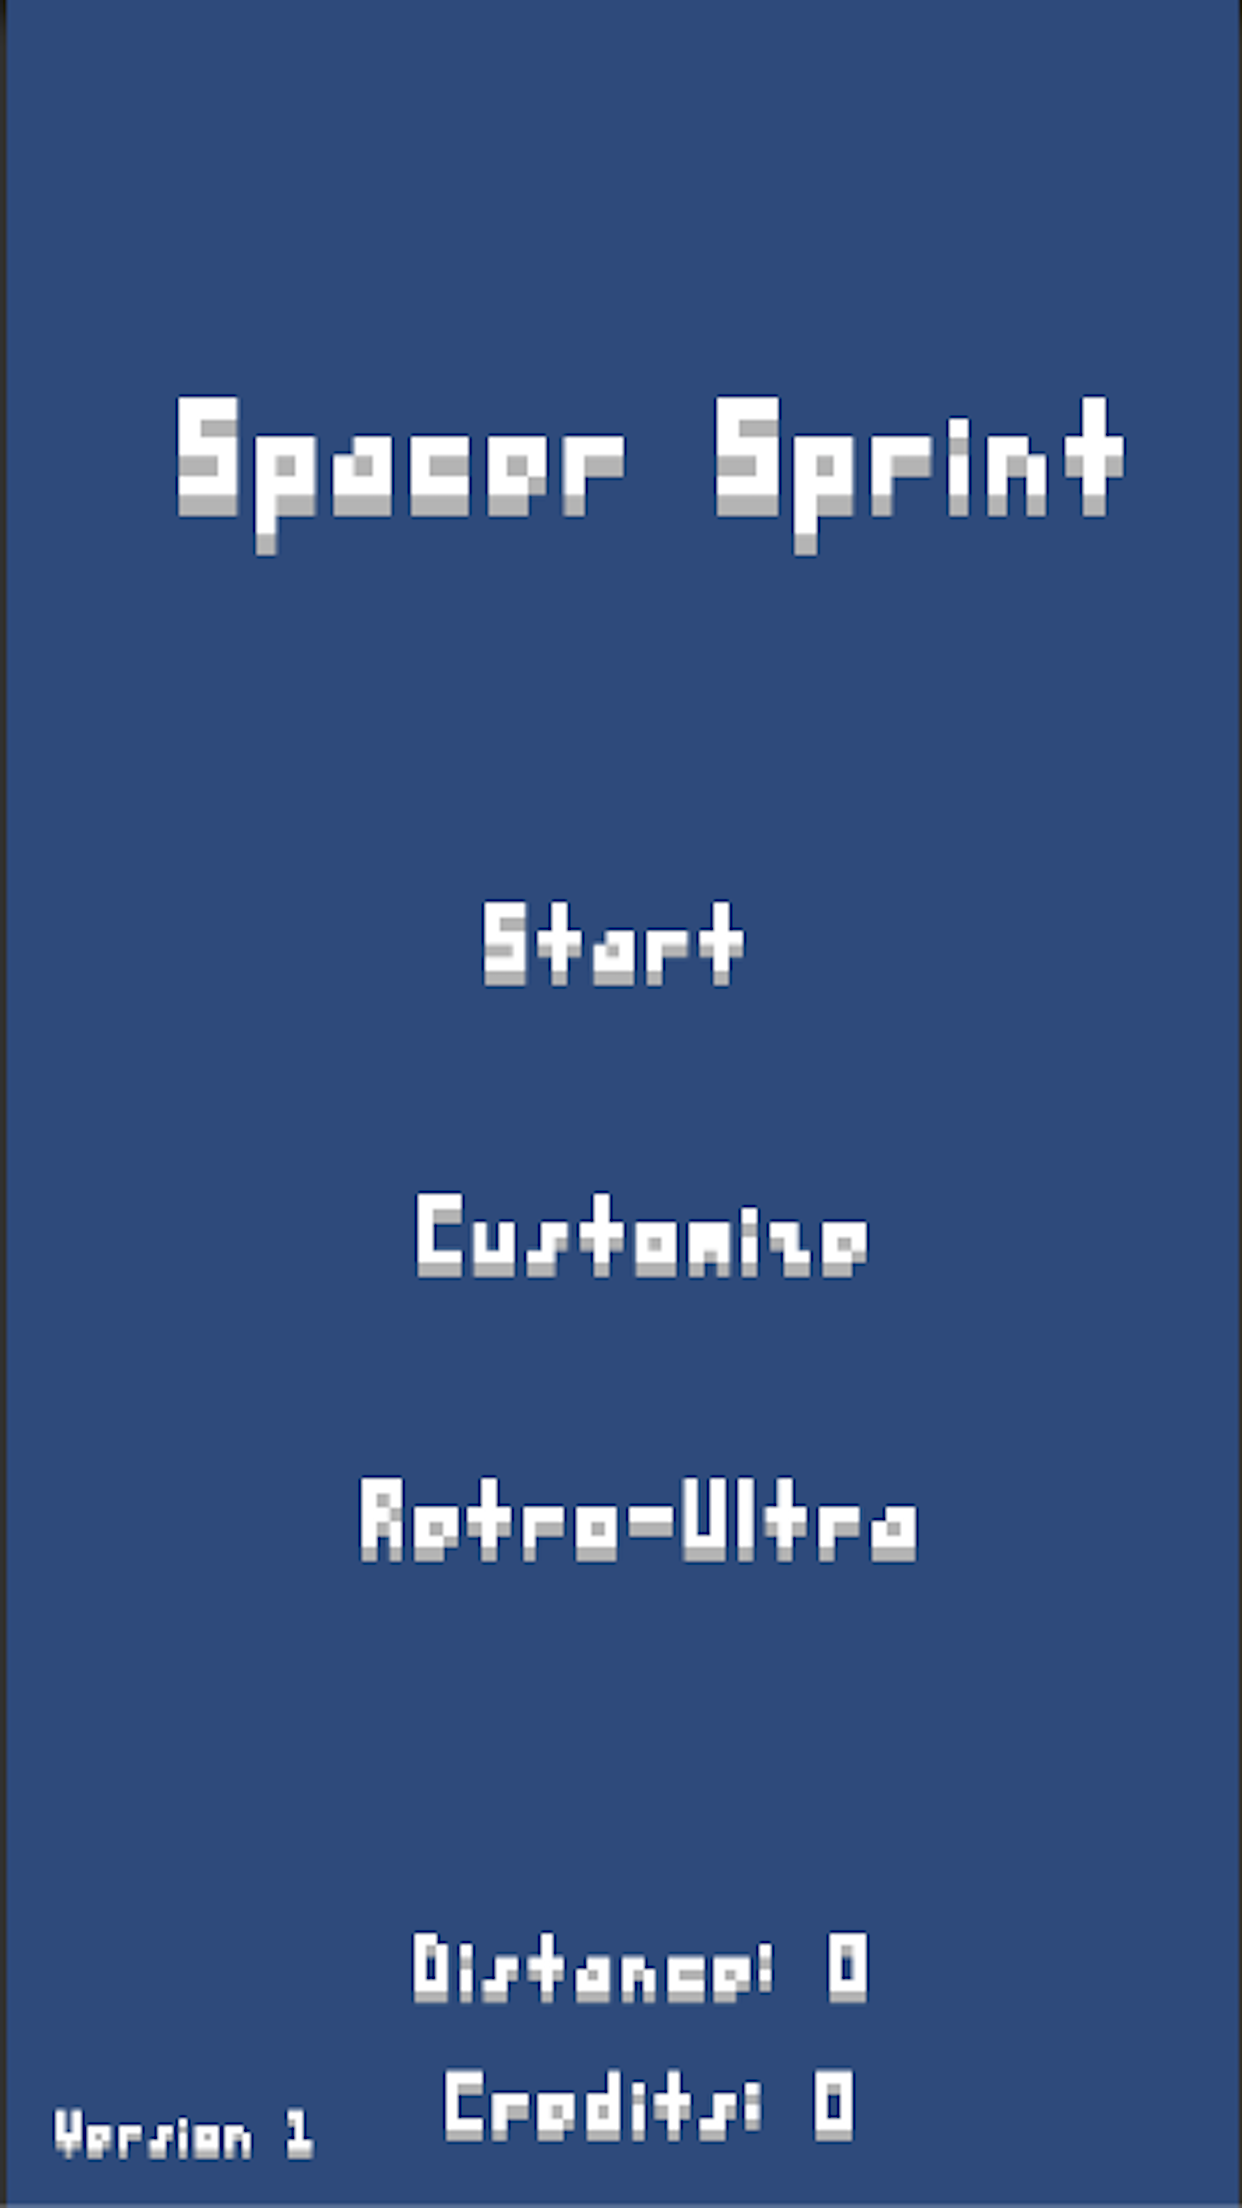 Spacer Sprint
Start
Customize
Retro-Ultra
Distance: 0
Credits: 0
Version 1